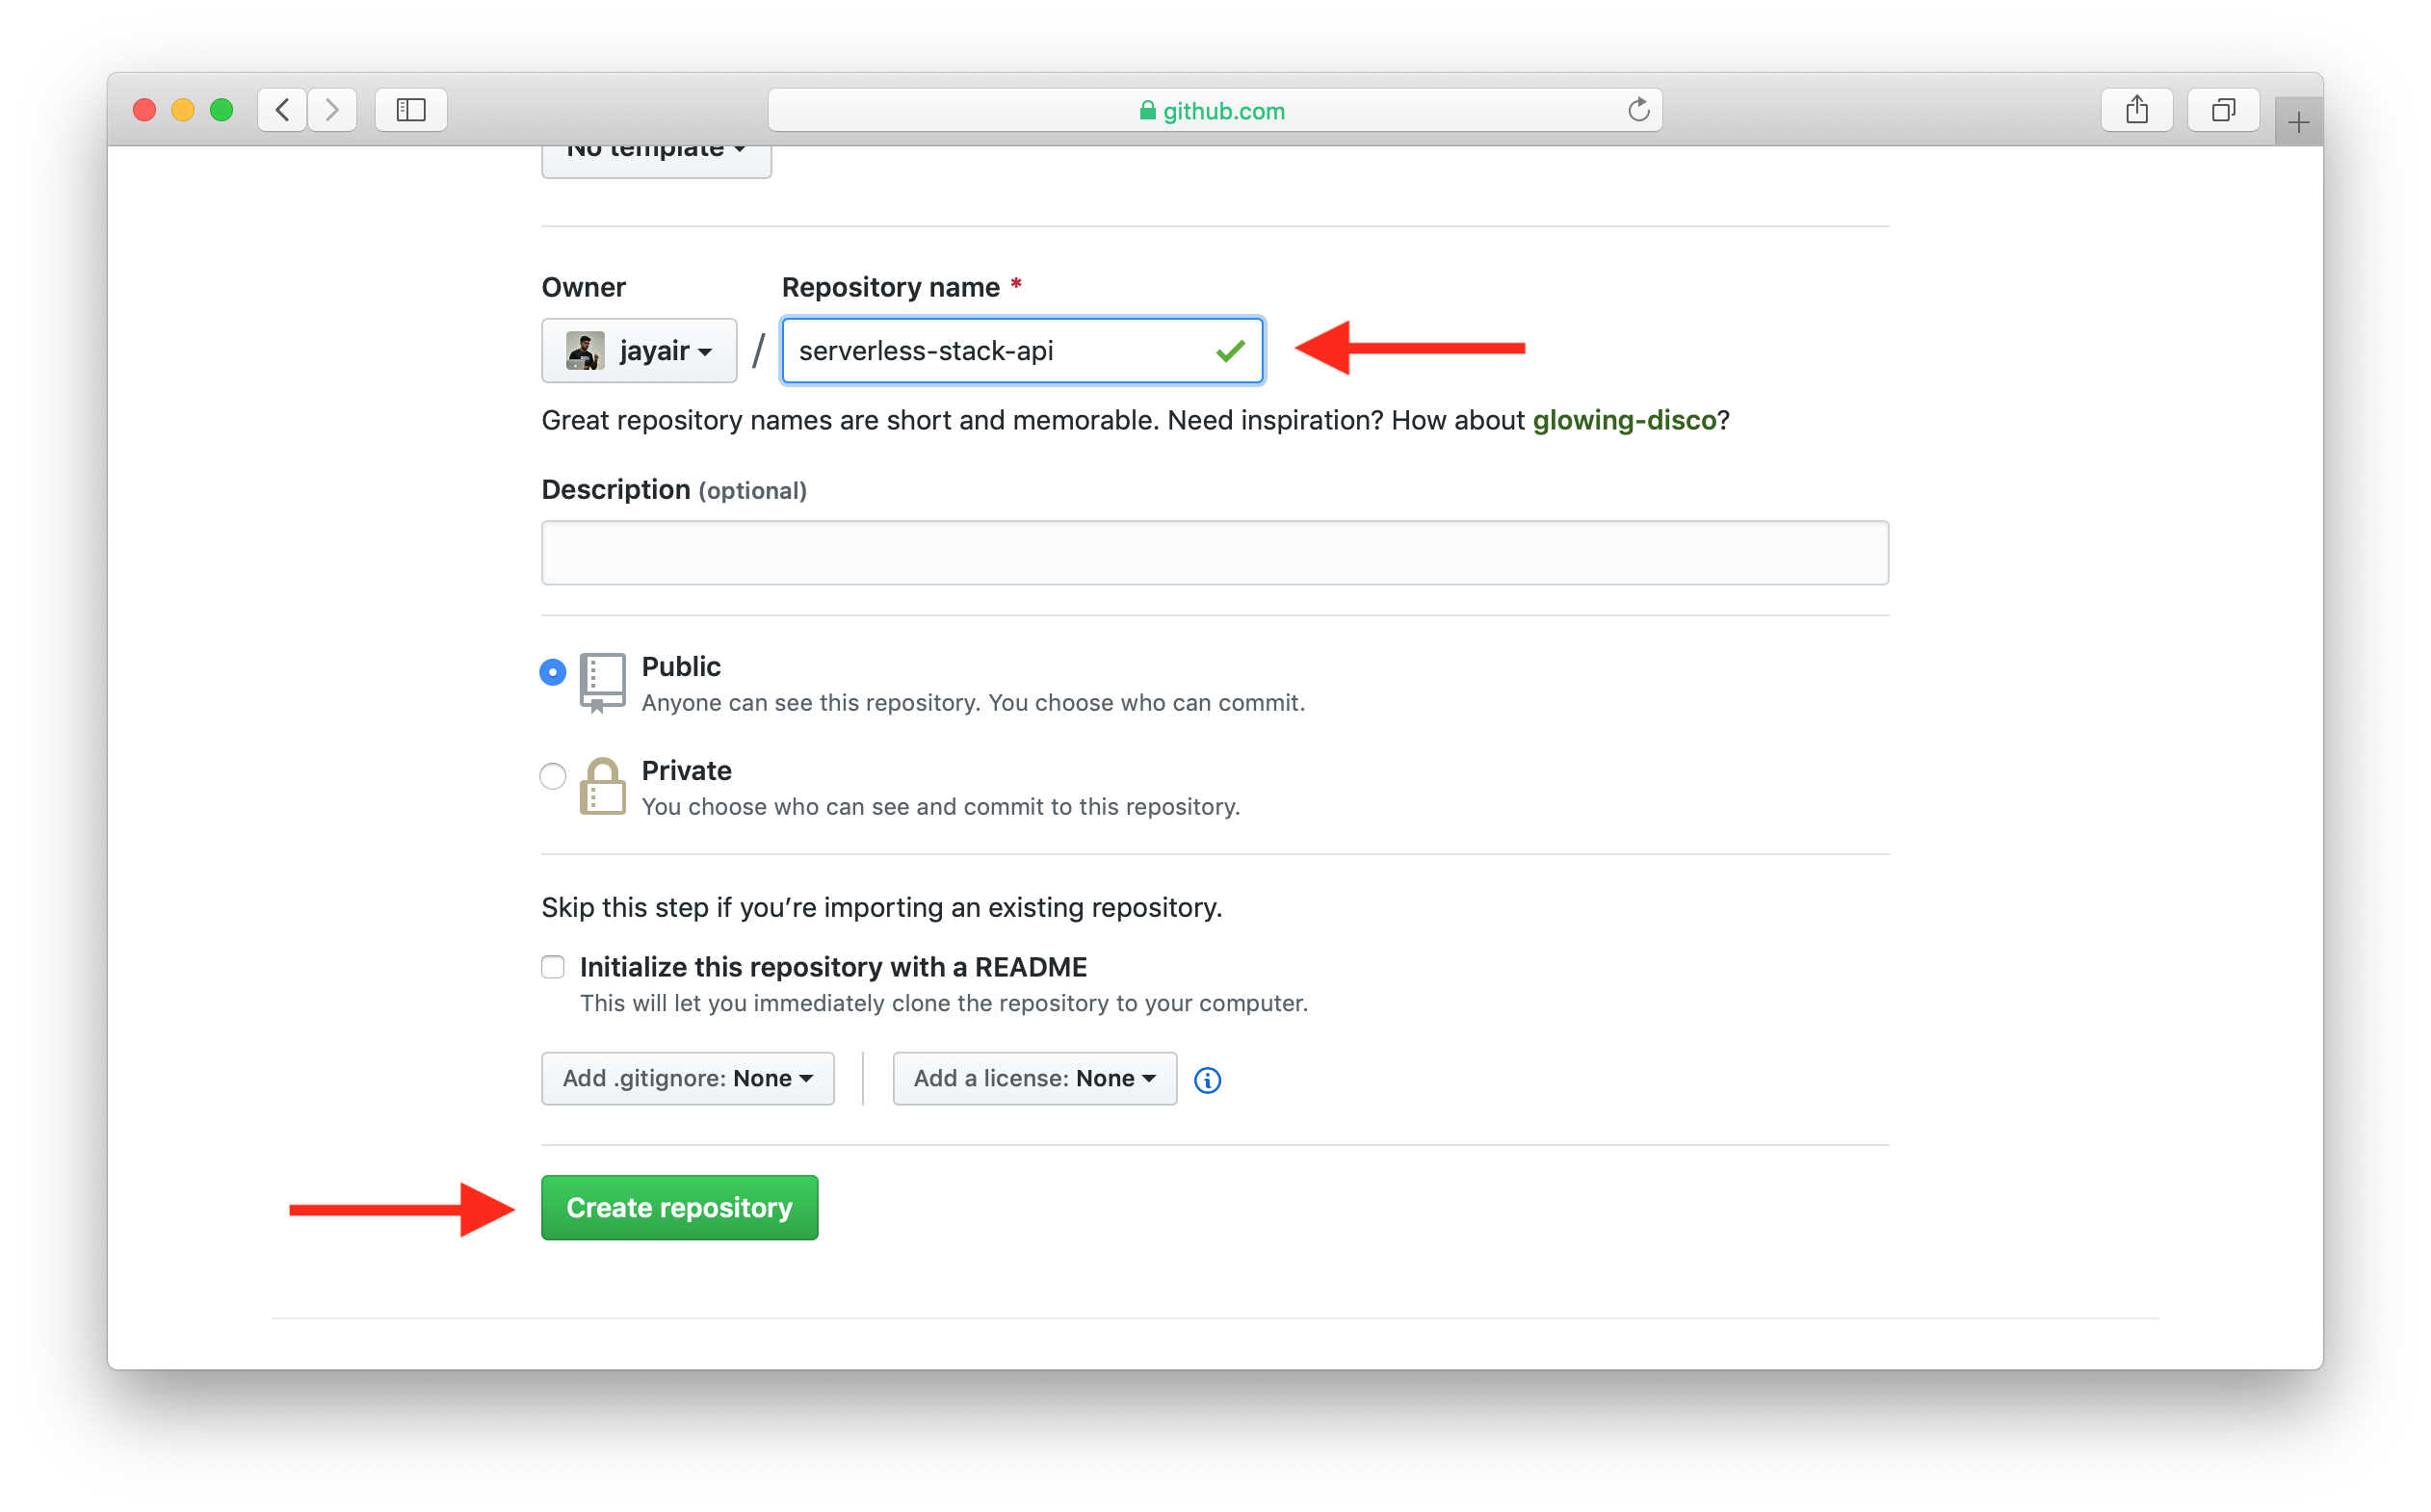 github.com
No template
Owner
Repository name *
jayair / serverless-stack-api
Great repository names are short and memorable. Need inspiration? How about glowing-disco?
Description (optional)
Public
Anyone can see this repository. You choose who can commit.
Private
You choose who can see and commit to this repository.
Skip this step if you’re importing an existing repository.
Initialize this repository with a README
This will let you immediately clone the repository to your computer.
Add .gitignore: None
Add a license: None
Create repository